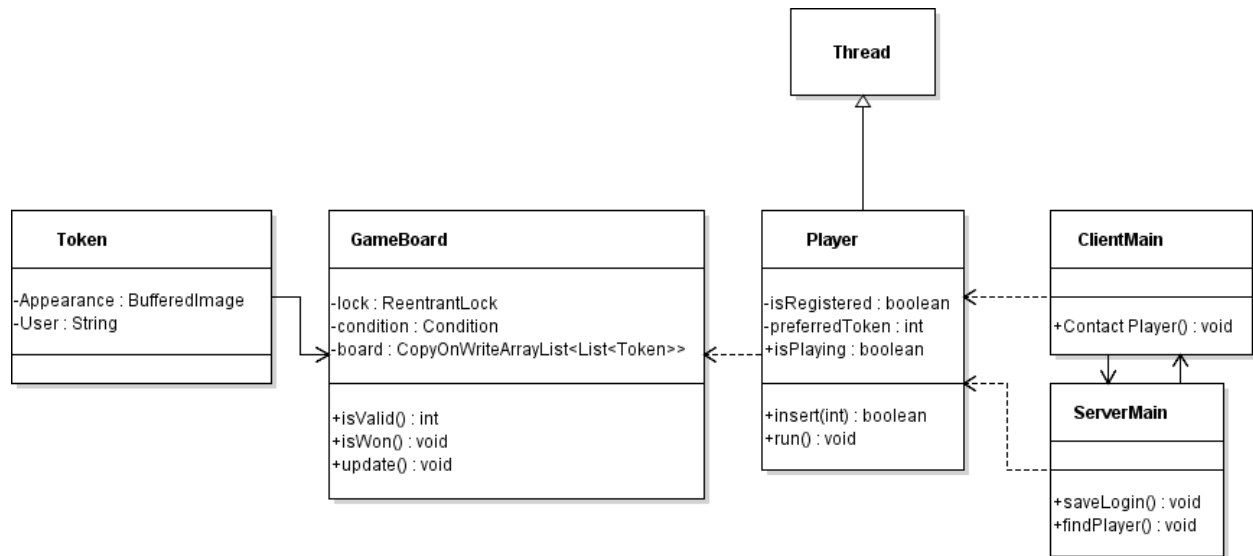 Thread
Token
-Appearance : BufferedImage
-User : String
GameBoard
-lock : ReentrantLock
-condition : Condition
-board : CopyOnWriteArrayList<List<Token>>
+isValid() : int
+isWon() : void
+update() : void
Player
-isRegistered : boolean
-preferredToken : int
+isPlaying : boolean
+insert(int) : boolean
+run() : void
ClientMain
+Contact Player() : void
ServerMain
+saveLogin() : void
+findPlayer() : void